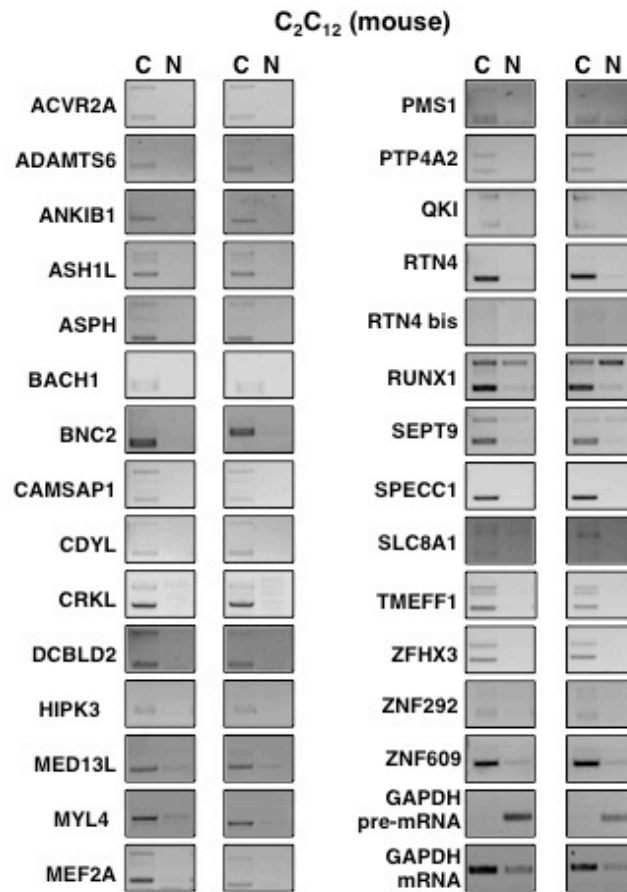 C₂C₁₂ (mouse)
C N C N
ACVR2A
ADAMTS6
ANKIB1
ASH1L
ASPH
BACH1
BNC2
CAMSAP1
CDYL
CRKL
DCBLD2
HIPK3
MED13L
MYL4
MEF2A
C N C N
PMS1
PTP4A2
QKI
RTN4
RTN4 bis
RUNX1
SEPT9
SPECC1
SLC8A1
TMEFF1
ZFHX3
ZNF292
ZNF609
GAPDH
pre-mRNA
GAPDH
mRNA